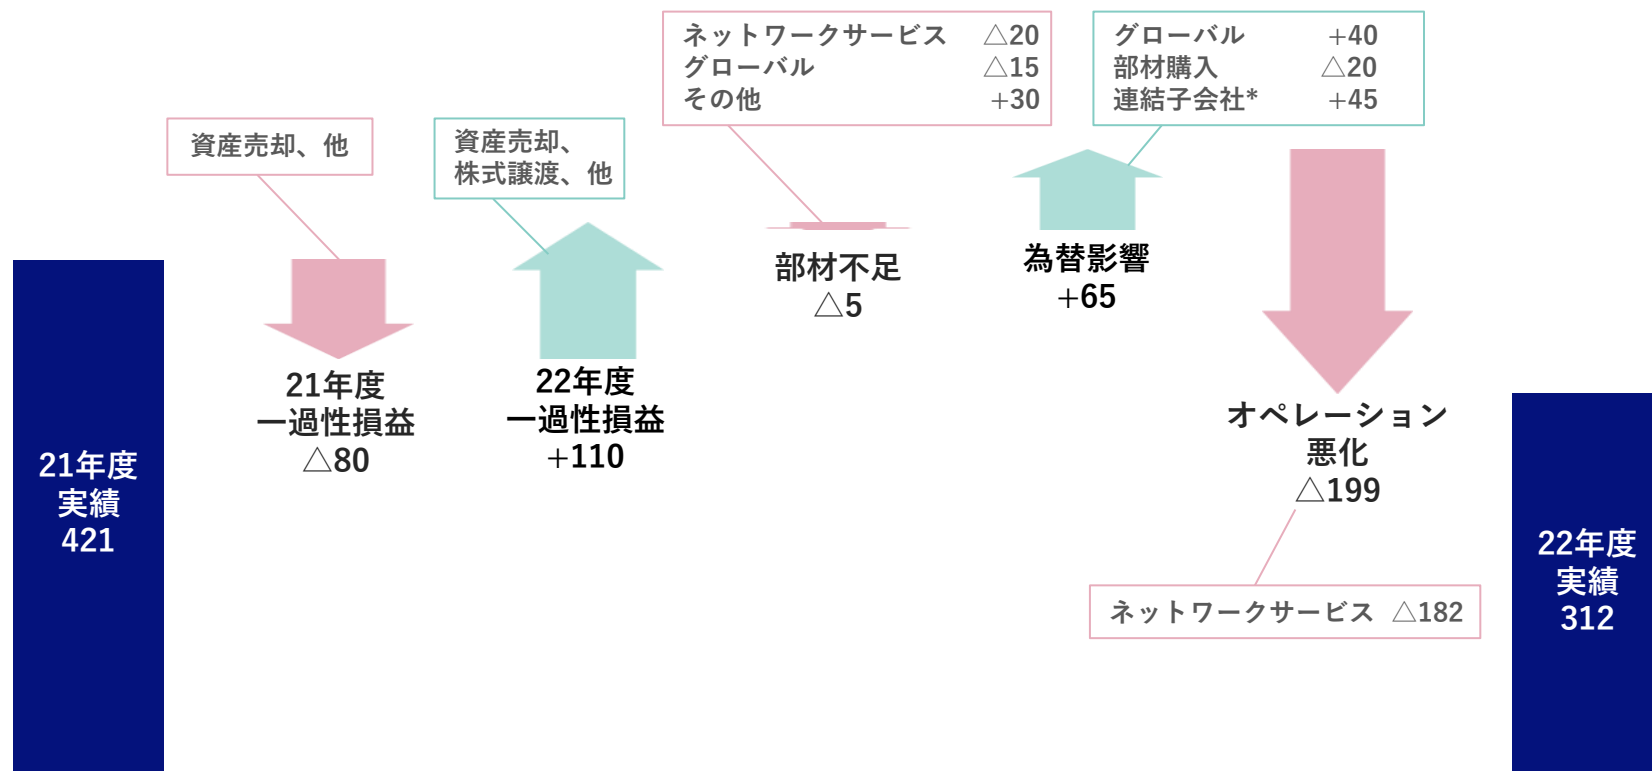 ネットワークサービス △20
グローバル △15
その他 +30
グローバル +40
部材購入 △20
連結子会社* +45
資産売却、他
資産売却、
株式譲渡、他
21年度
実績
421
21年度
一過性損益
△80
22年度
一過性損益
+110
部材不足
△5
為替影響
+65
オペレーション
悪化
△199
ネットワークサービス △182
22年度
実績
312